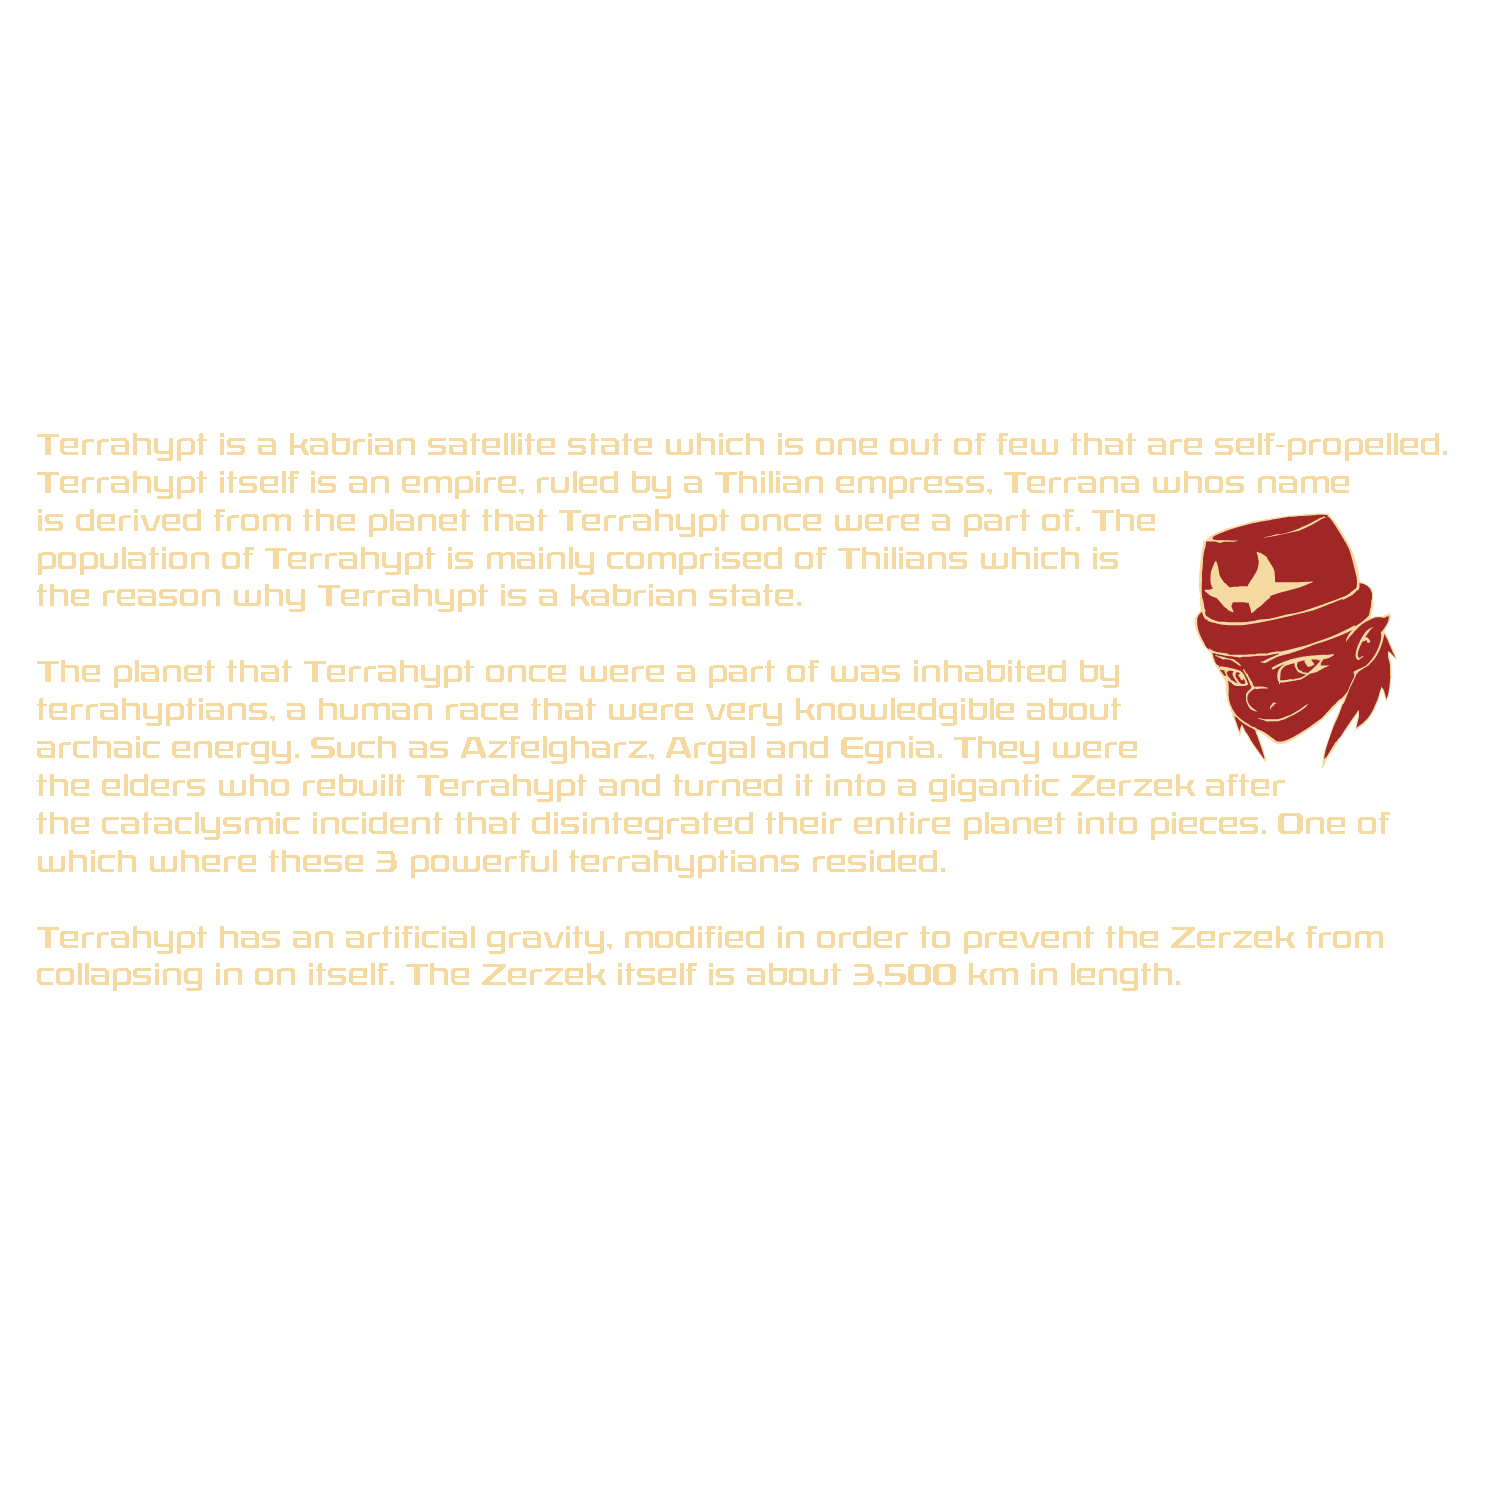 Terrahypt is a kabrian satellite state which is one out of few that are self-propelled.
Terrahypt itself is an empire, ruled by a Thilian empress, Terrana whos name
is derived from the planet that Terrahypt once were a part of. The
population of Terrahypt is mainly comprised of Thilians which is
the reason why Terrahypt is a kabrian state.
The planet that Terrahypt once were a part of was inhabited by
terrahyptians, a human race that were very knowledgible about
archaic energy. Such as Azfelgharz, Argal and Egnia. They were
the elders who rebuilt Terrahypt and turned it into a gigantic Zerzek after
the cataclysmic incident that disintegrated their entire planet into pieces. One of
which where these 3 powerful terrahyptians resided.
Terrahypt has an artificial gravity, modified in order to prevent the Zerzek from
collapsing in on itself. The Zerzek itself is about 3,500 km in length.